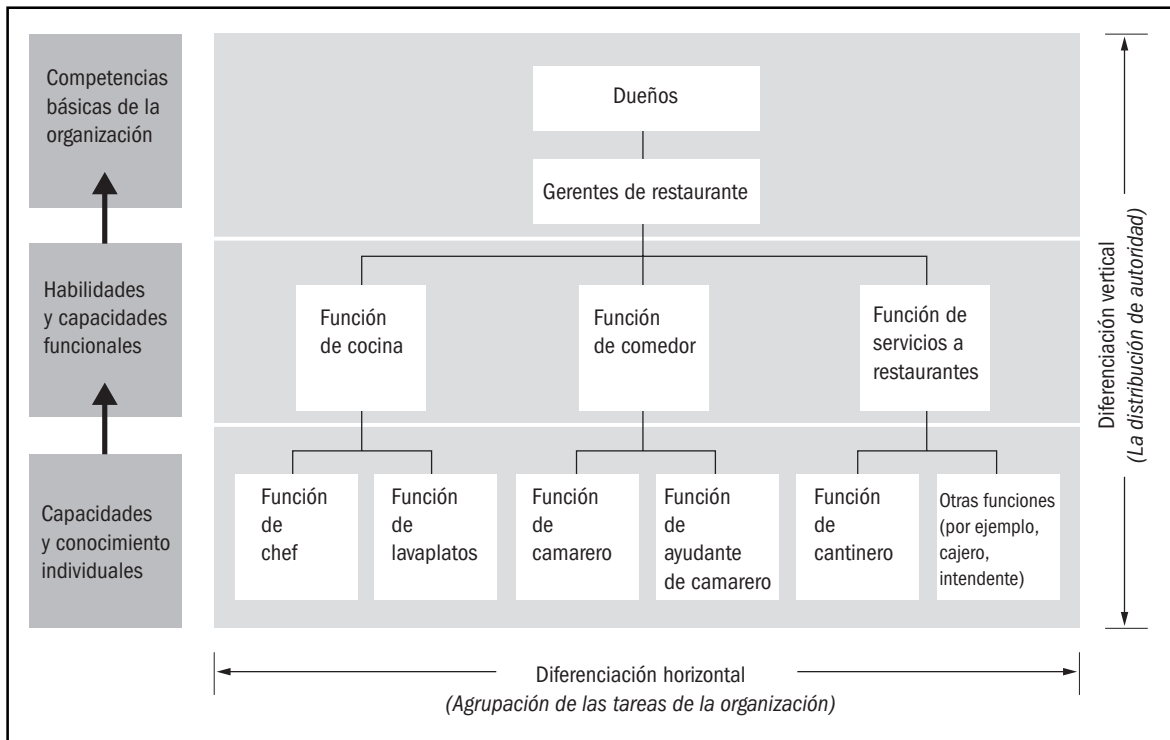 Competencias
básicas de la
organización
Dueños
Gerentes de restaurante
Habilidades
y capacidades
funcionales
Función
de cocina
Función
de comedor
Función de
servicios a
restaurantes
Capacidades
y conocimiento
individuales
Función
de
chef
Función
de
lavaplatos
Función
de
camarero
Función
de
ayudante
de camarero
Función
de
cantinero
Otras funciones
(por ejemplo,
cajero,
intendente)
Diferenciación vertical
(La distribución de autoridad)
Diferenciación horizontal
(Agrupación de las tareas de la organización)